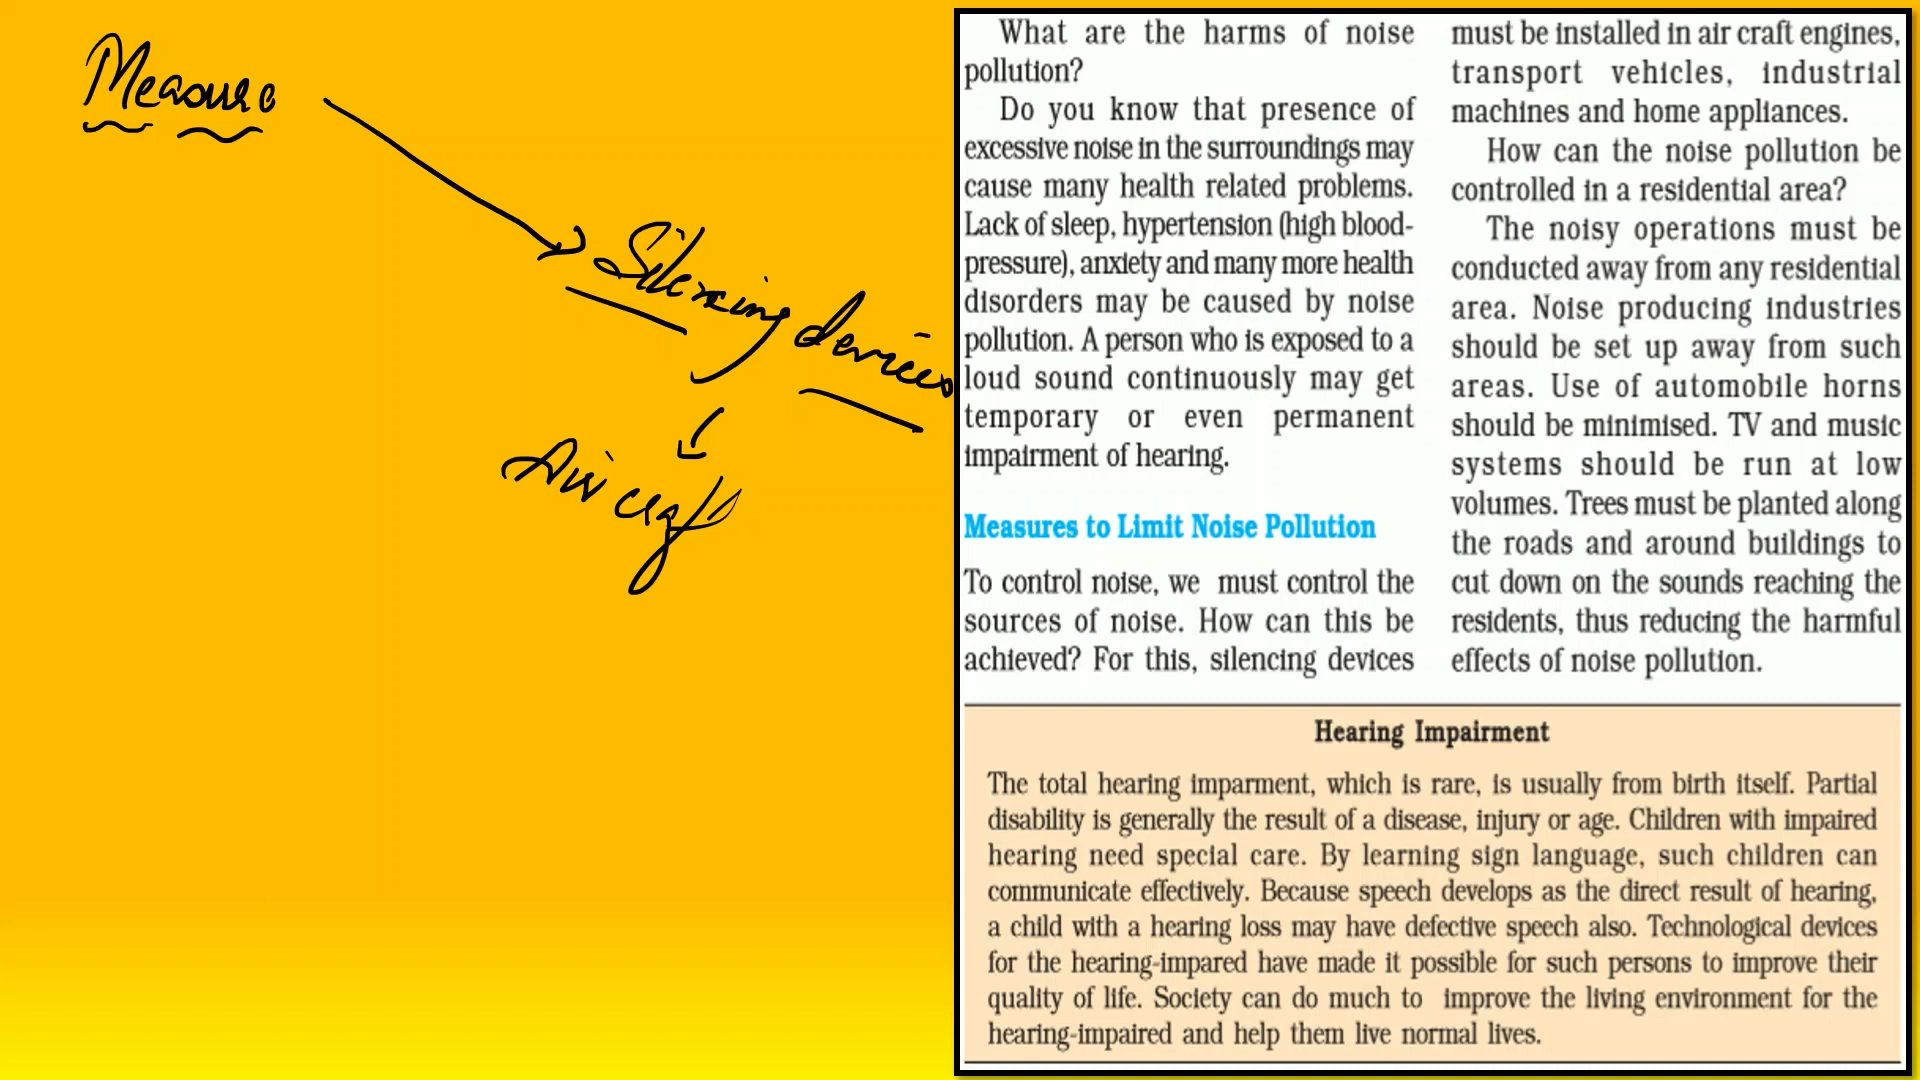 Measure
Silencing devices
Air craft
What are the harms of noise
pollution?
Do you know that presence of
excessive noise in the surroundings may
cause many health related problems.
Lack of sleep, hypertension (high blood-
pressure), anxiety and many more health
disorders may be caused by noise
pollution. A person who is exposed to a
loud sound continuously may get
temporary or even permanent
impairment of hearing.
Measures to Limit Noise Pollution
To control noise, we must control the
sources of noise. How can this be
achieved? For this, silencing devices
must be installed in air craft engines,
transport vehicles, industrial
machines and home appliances.
How can the noise pollution be
controlled in a residential area?
The noisy operations must be
conducted away from any residential
area. Noise producing industries
should be set up away from such
areas. Use of automobile horns
should be minimised. TV and music
systems should be run at low
volumes. Trees must be planted along
the roads and around buildings to
cut down on the sounds reaching the
residents, thus reducing the harmful
effects of noise pollution.
Hearing Impairment
The total hearing imparment, which is rare, is usually from birth itself. Partial
disability is generally the result of a disease, injury or age. Children with impaired
hearing need special care. By learning sign language, such children can
communicate effectively. Because speech develops as the direct result of hearing,
a child with a hearing loss may have defective speech also. Technological devices
for the hearing-impared have made it possible for such persons to improve their
quality of life. Society can do much to improve the living environment for the
hearing-impaired and help them live normal lives.